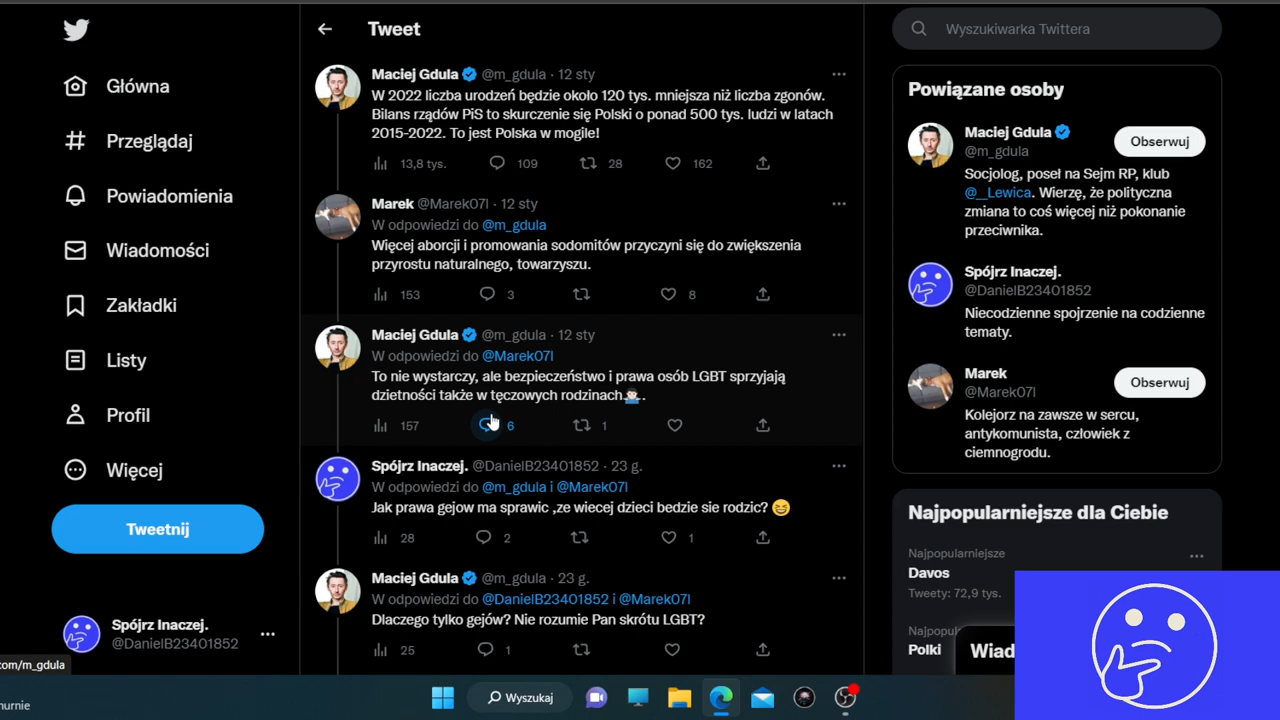 Główna
Przeglądaj
Powiadomienia
Wiadomości
Zakładki
Listy
Profil
Więcej
Tweetnij
Spójrz Inaczej.
@DanielB23401852
com/m_gdula
Tweet
Maciej Gdula @m_gdula · 12 sty
W 2022 liczba urodzeń będzie około 120 tys. mniejsza niż liczba zgonów.
Bilans rządów PiS to skurczenie się Polski o ponad 500 tys. ludzi w latach
2015-2022. To jest Polska w mogile!
13,8 tys. 109 28 162
Marek @Marek07l · 12 sty
W odpowiedzi do @m_gdula
Więcej aborcji i promowania sodomitów przyczyni się do zwiększenia
przyrostu naturalnego, towarzyszu.
153 3 8
Maciej Gdula @m_gdula · 12 sty
W odpowiedzi do @Marek07l
To nie wystarczy, ale bezpieczeństwo i prawa osób LGBT sprzyjają
dzietności także w tęczowych rodzinach🤷🏻‍♂️.
157 6 1
Spójrz Inaczej. @DanielB23401852 · 23 g.
W odpowiedzi do @m_gdula i @Marek07l
Jak prawa gejow ma sprawic ,ze wiecej dzieci bedzie sie rodzic? 😆
28 2 1
Maciej Gdula @m_gdula · 23 g.
W odpowiedzi do @DanielB23401852 i @Marek07l
Dlaczego tylko gejów? Nie rozumie Pan skrótu LGBT?
25 1
Wyszukiwarka Twittera
Powiązane osoby
Maciej Gdula
@m_gdula
Obserwuj
Socjolog, poseł na Sejm RP, klub
@__Lewica. Wierzę, że polityczna
zmiana to coś więcej niż pokonanie
przeciwnika.
Spójrz Inaczej.
@DanielB23401852
Niecodzienne spojrzenie na codzienne
tematy.
Marek
@Marek07l
Obserwuj
Kolejorz na zawsze w sercu,
antykomunista, człowiek z
ciemnogrodu.
Najpopularniejsze dla Ciebie
Najpopularniejsze
Davos
Tweety: 72,9 tys.
Najpopu
Polki
Wiad
murnie
Wyszukaj